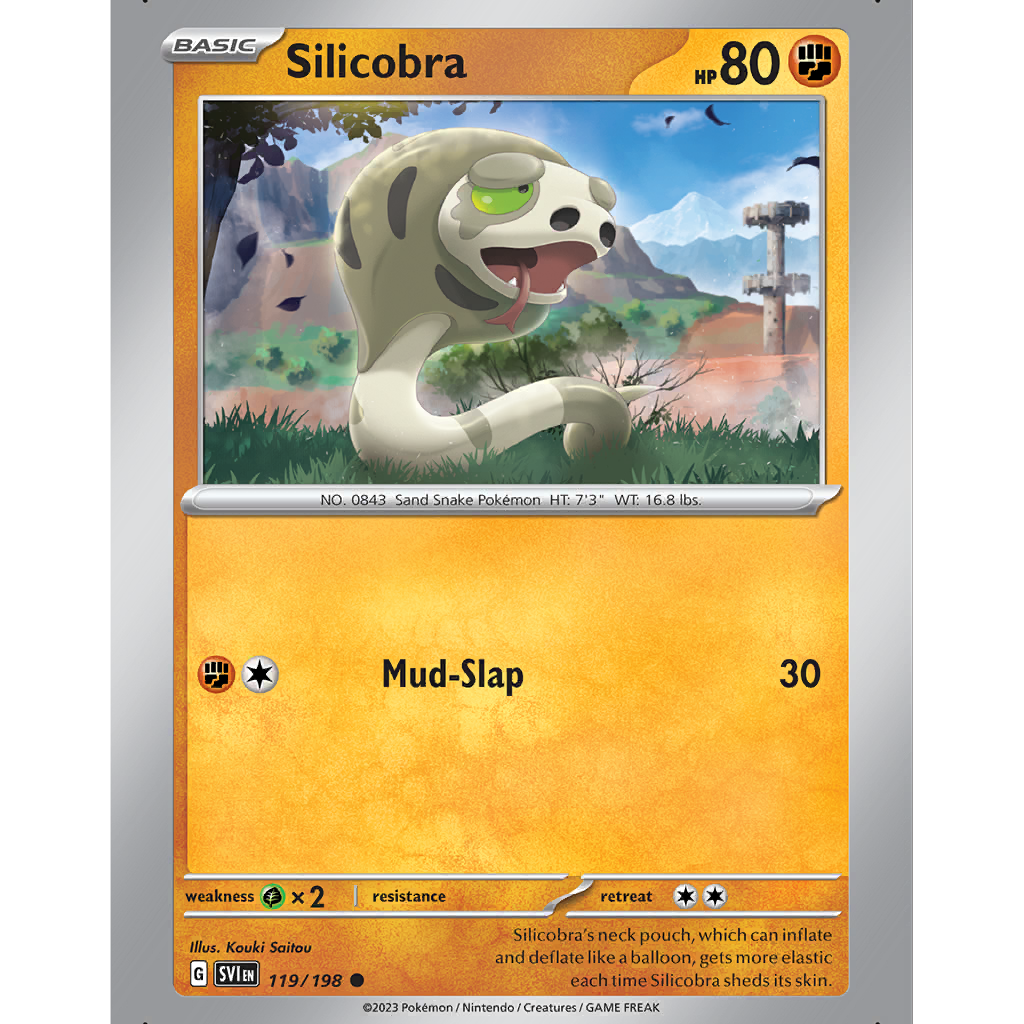 BASIC Silicobra HP 80
NO. 0843 Sand Snake Pokémon HT: 7'3" WT: 16.8 lbs.
Mud-Slap 30
weakness ×2 resistance retreat
Illus. Kouki Saitou
G SVI EN 119/198
Silicobra's neck pouch, which can inflate
and deflate like a balloon, gets more elastic
each time Silicobra sheds its skin.
©2023 Pokémon / Nintendo / Creatures / GAME FREAK